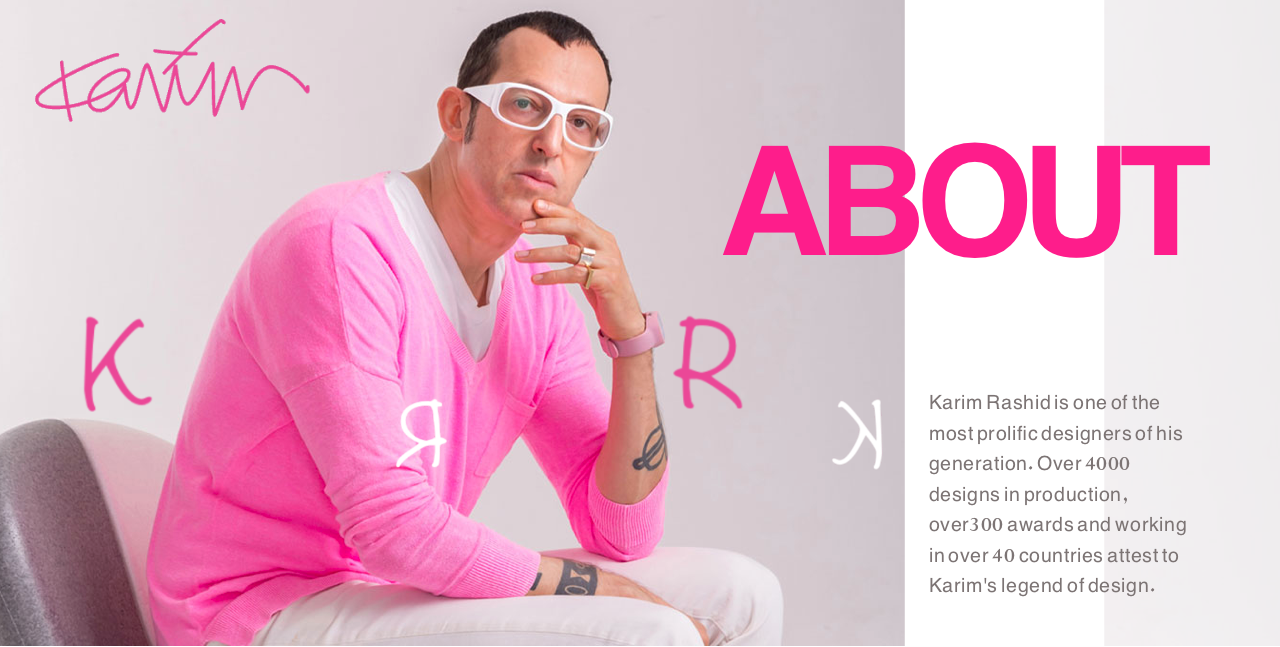 Karim
ABOUT
K
R
R
K
Karim Rashid is one of the
most prolific designers of his
generation. Over 4000
designs in production,
over300 awards and working
in over 40 countries attest to
Karim's legend of design.